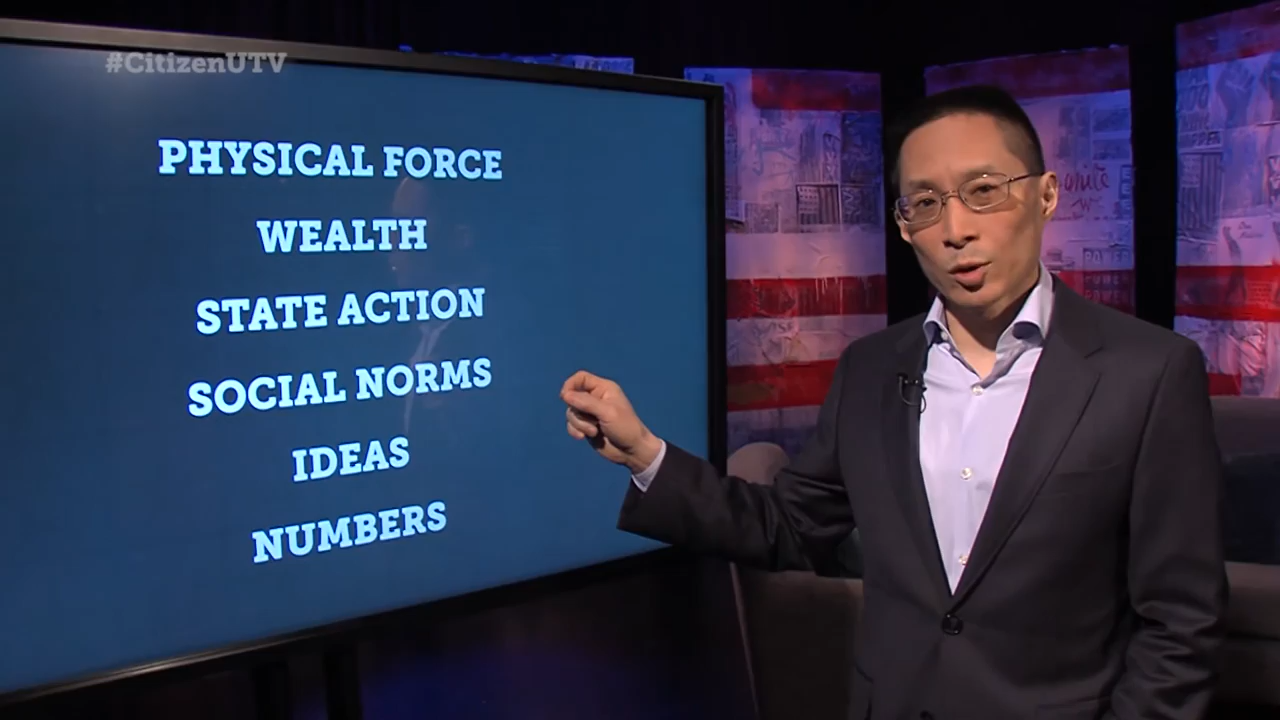 #CitizenUTV
PHYSICAL FORCE
WEALTH
STATE ACTION
SOCIAL NORMS
IDEAS
NUMBERS